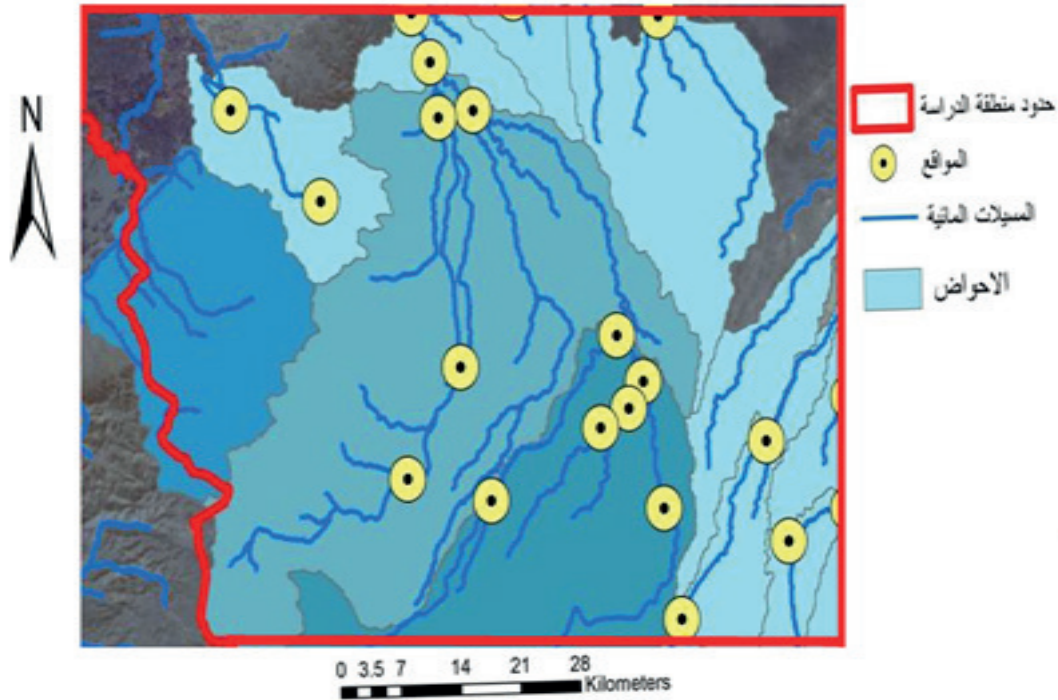 N
حدود منطقة الدراسة
المواقع
المسيلات المائية
الاحواض
0 3.5 7 14 21 28
Kilometers